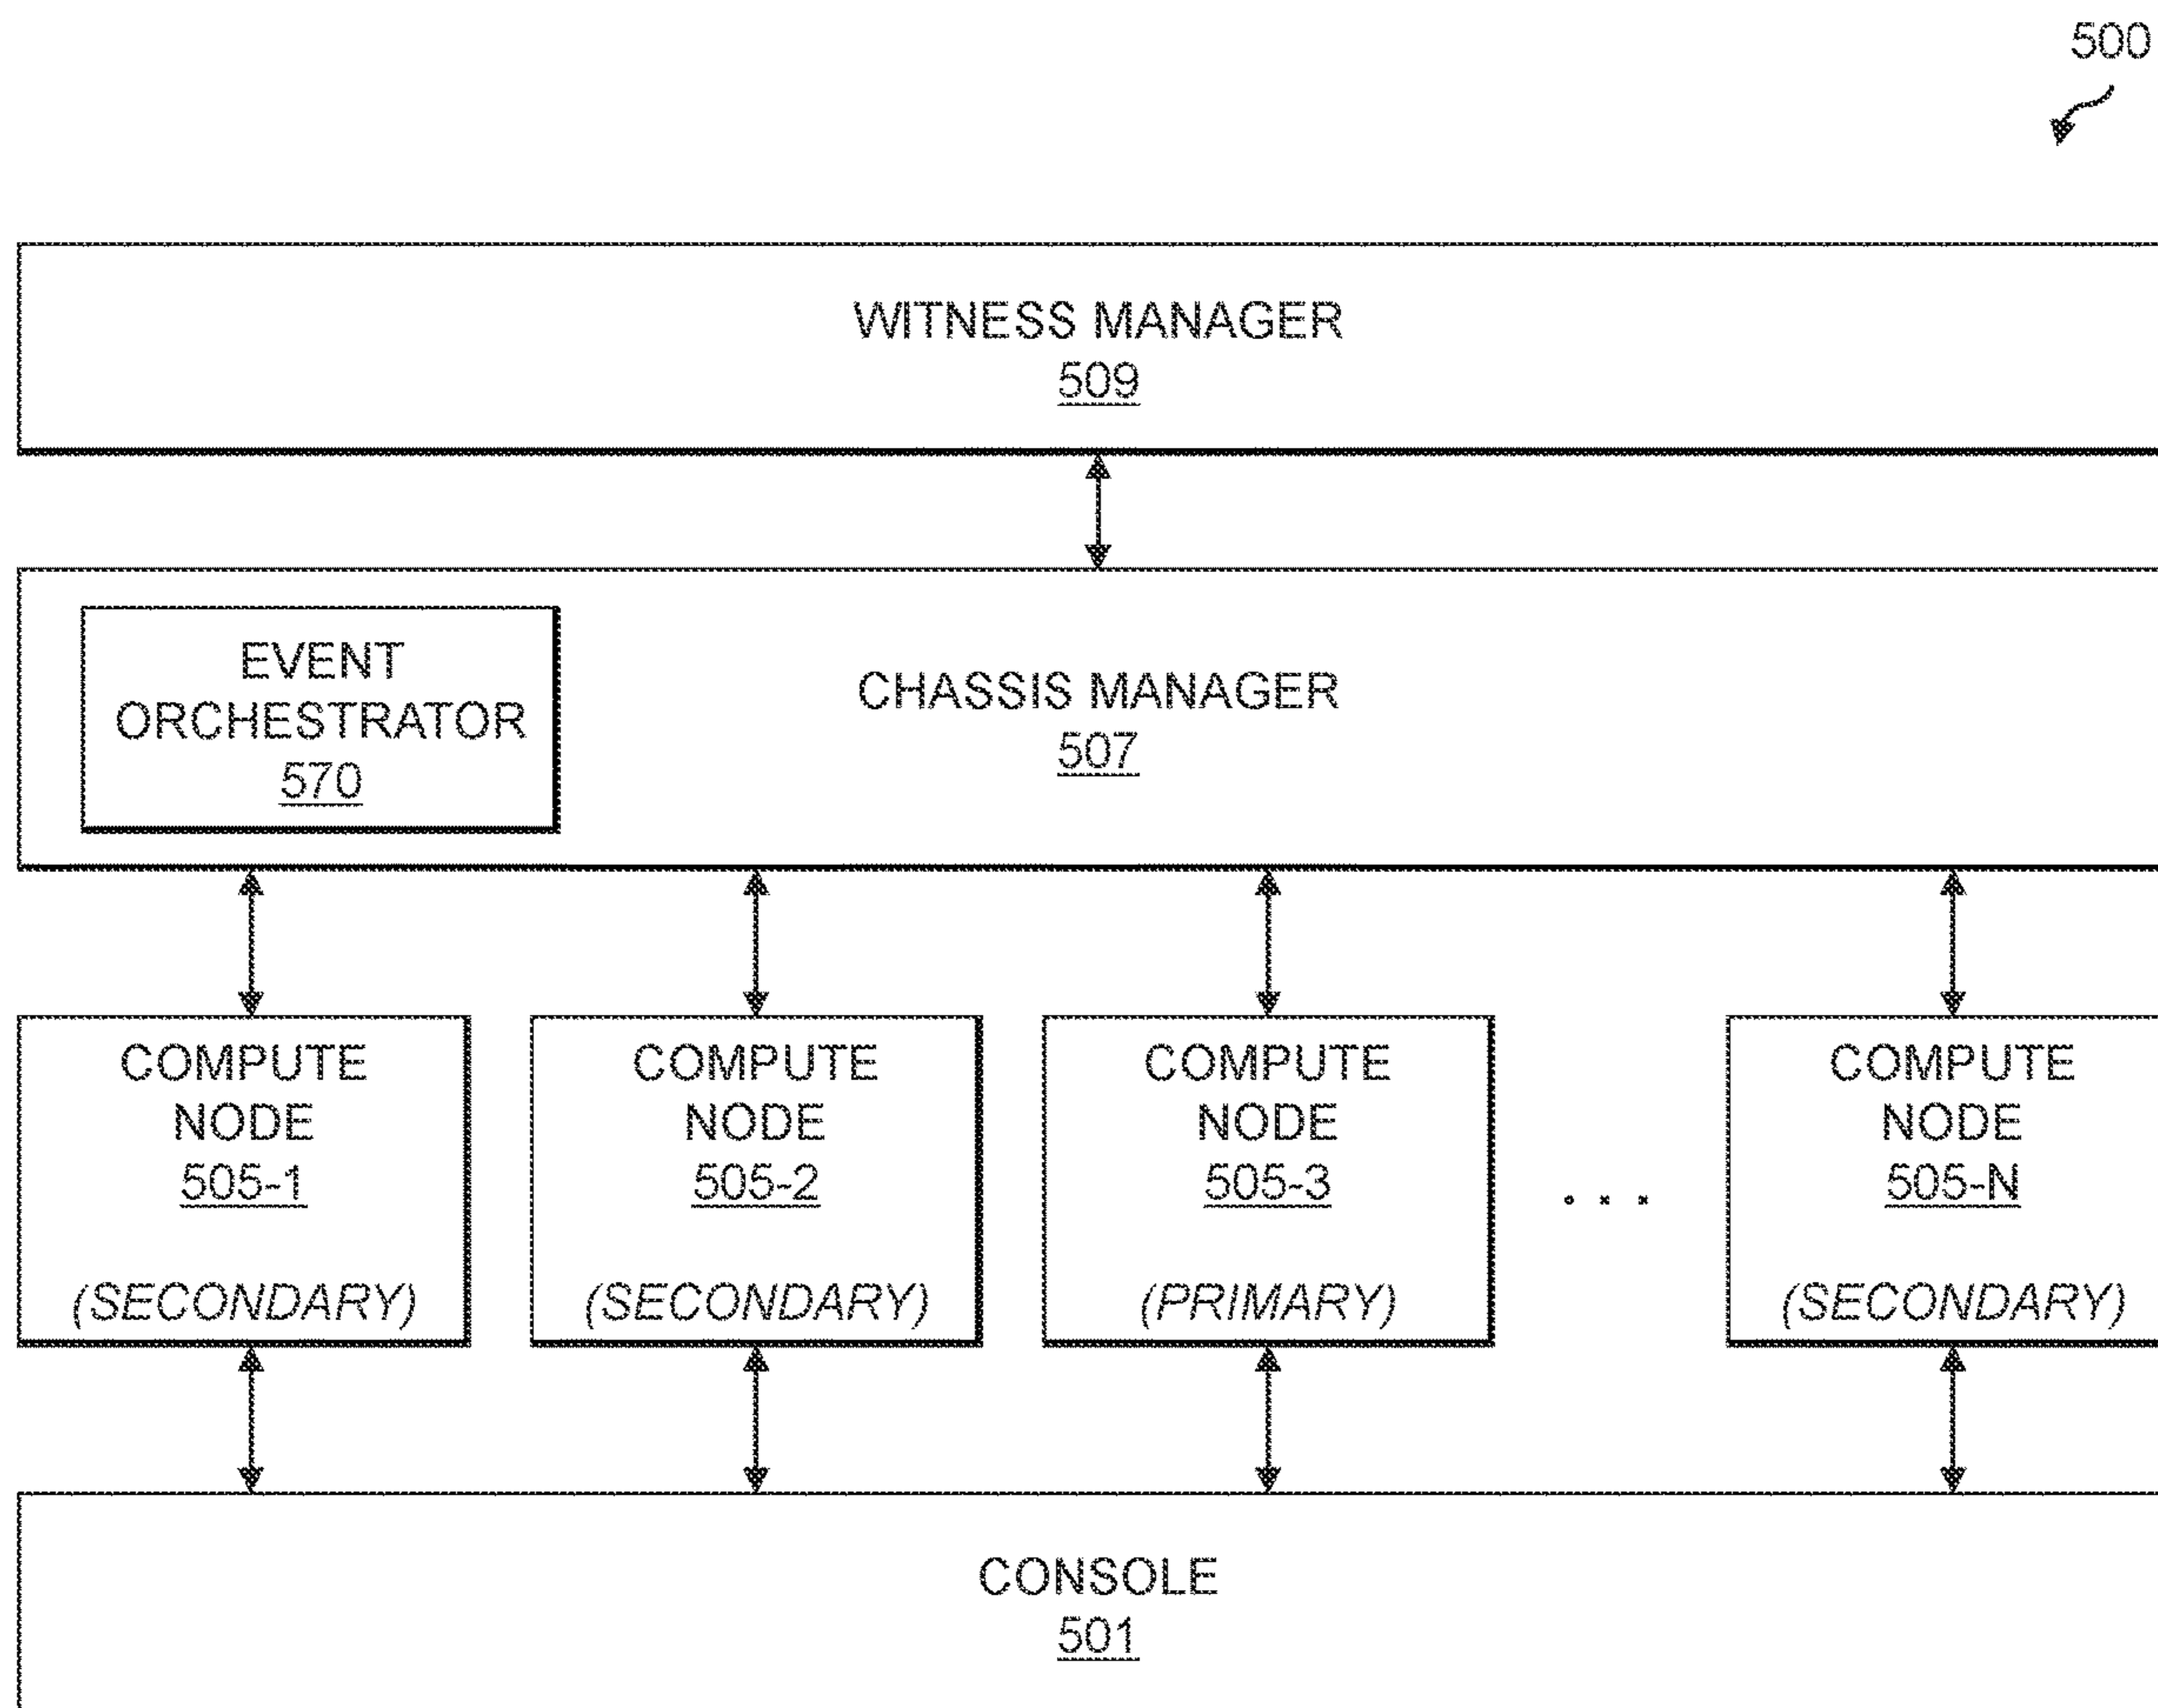 500
WITNESS MANAGER
509
EVENT
ORCHESTRATOR
570
CHASSIS MANAGER
507
COMPUTE
NODE
505-1
(SECONDARY)
COMPUTE
NODE
505-2
(SECONDARY)
COMPUTE
NODE
505-3
(PRIMARY)
. . .
COMPUTE
NODE
505-N
(SECONDARY)
CONSOLE
501